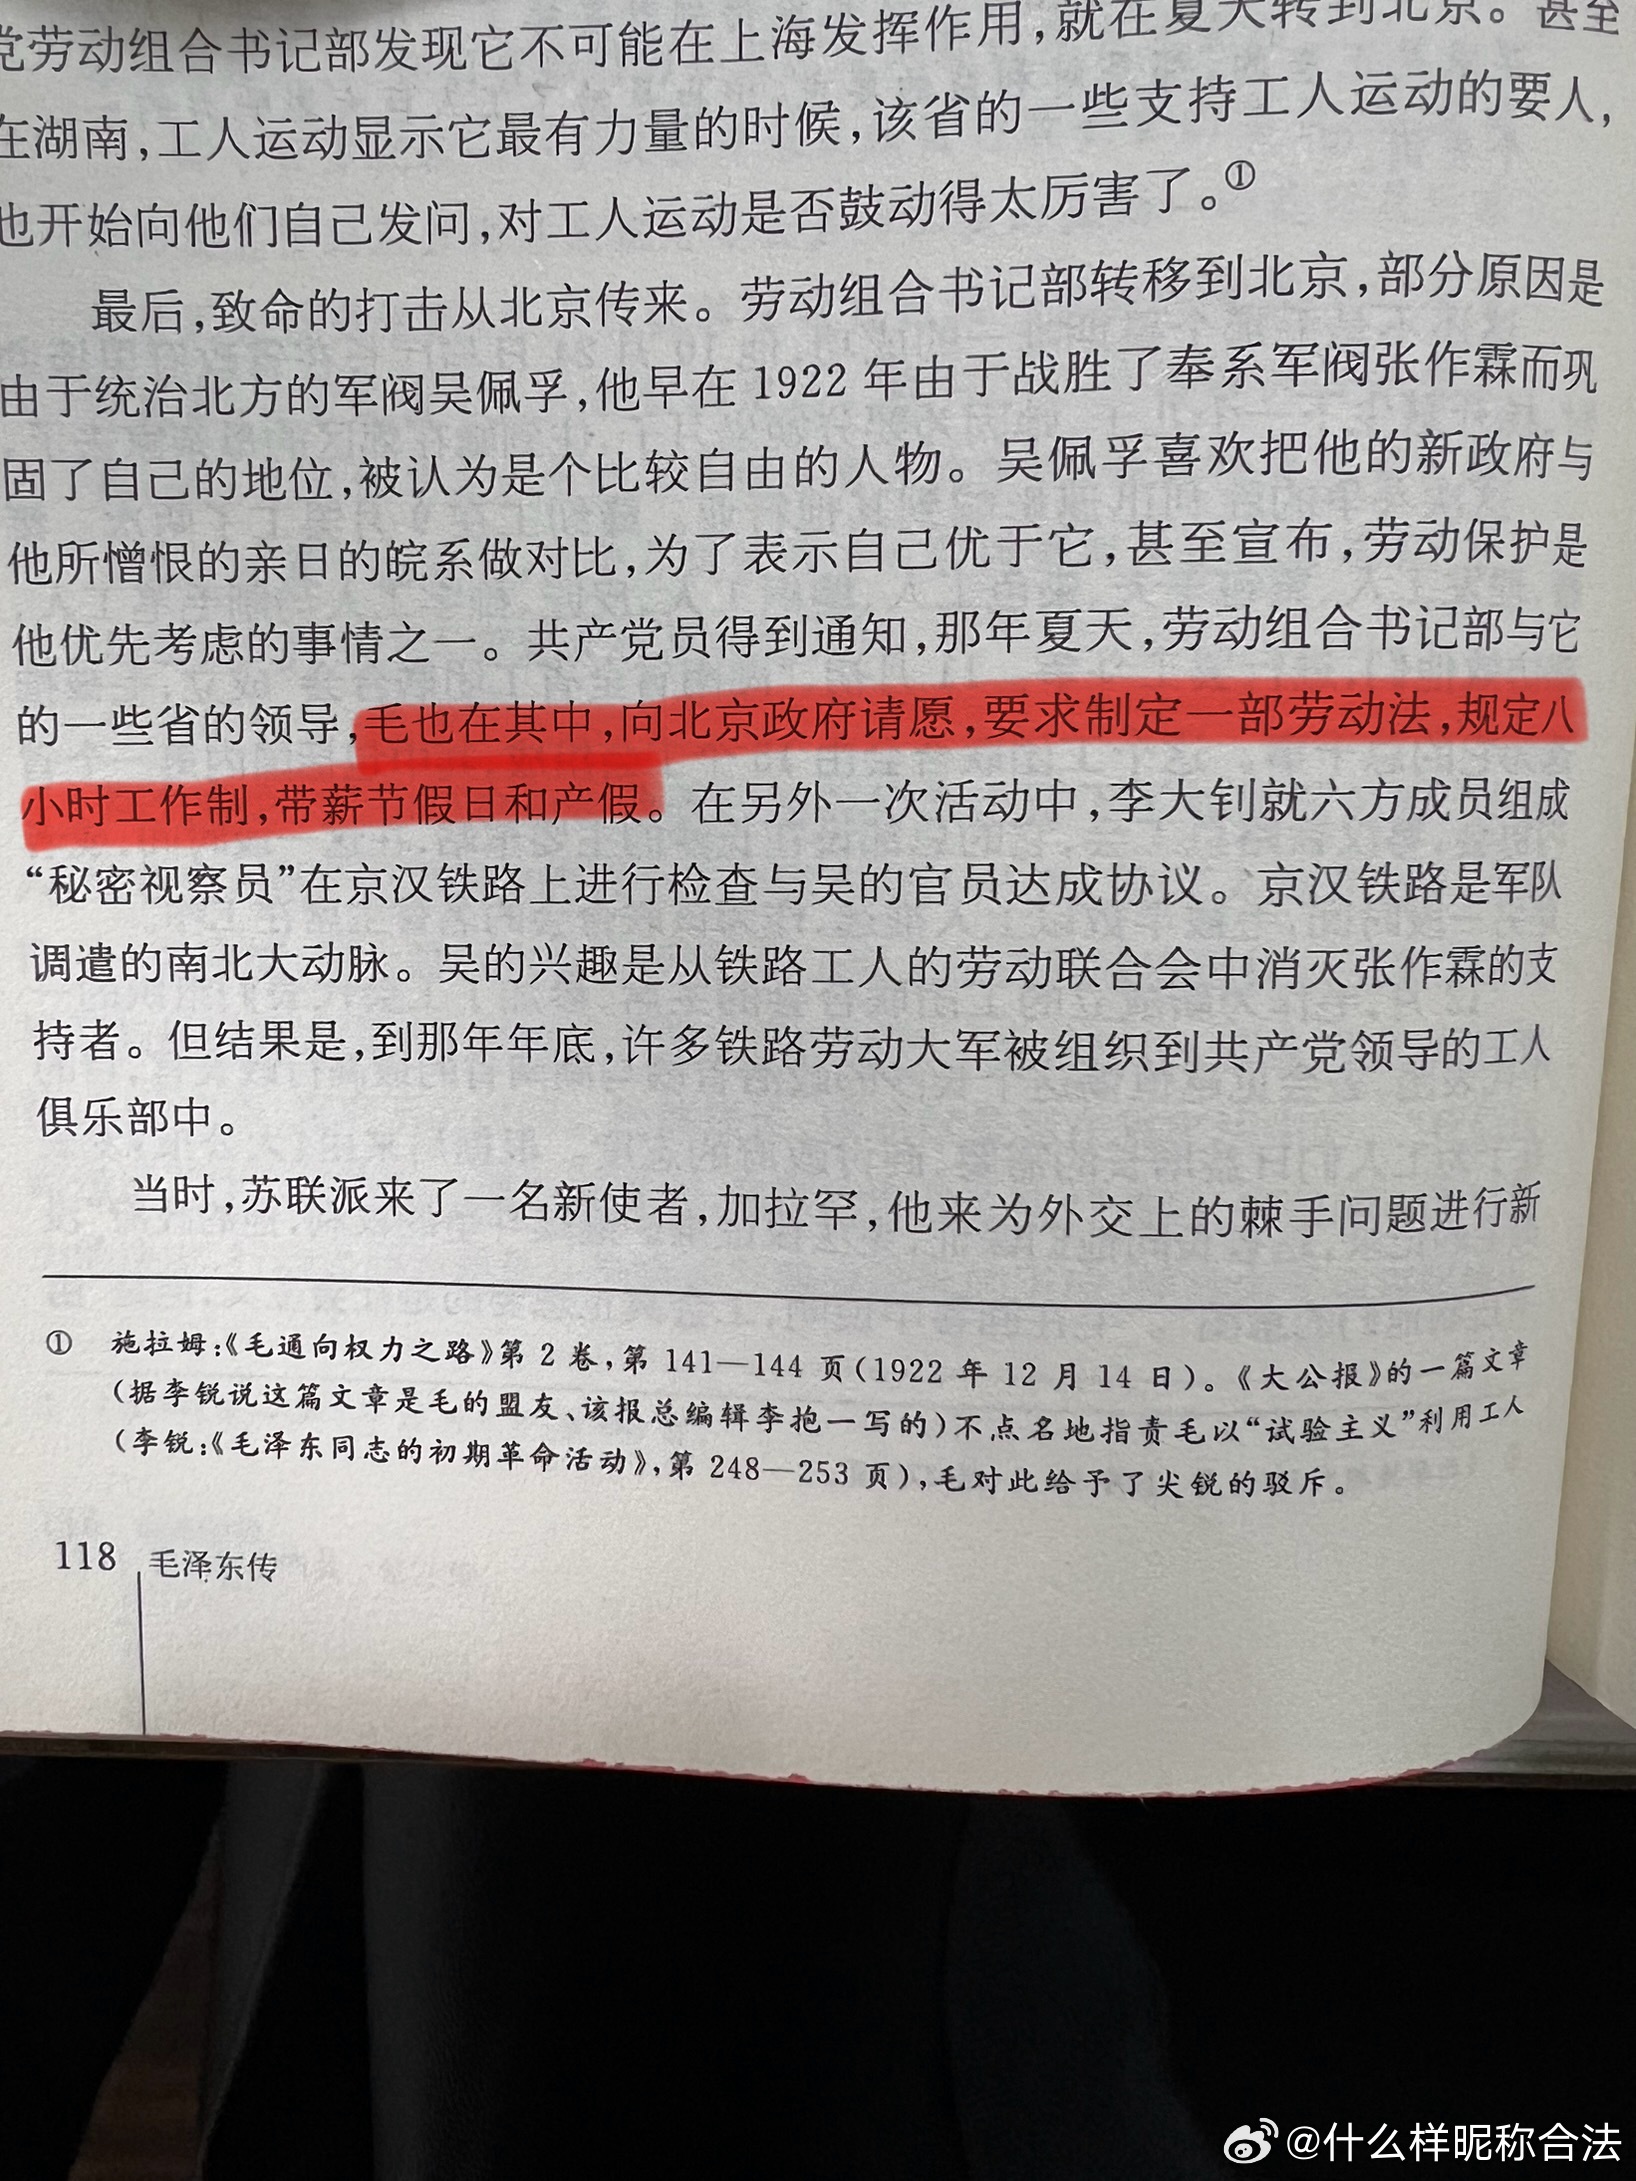 党劳动组合书记部发现它不可能在上海发挥作用,就在夏天转到北京。甚至
在湖南,工人运动显示它最有力量的时候,该省的一些支持工人运动的要人,
也开始向他们自己发问,对工人运动是否鼓动得太厉害了。①
最后,致命的打击从北京传来。劳动组合书记部转移到北京,部分原因是
由于统治北方的军阀吴佩孚,他早在1922年由于战胜了奉系军阀张作霖而巩
固了自己的地位,被认为是个比较自由的人物。吴佩孚喜欢把他的新政府与
他所憎恨的亲日的皖系做对比,为了表示自己优于它,甚至宣布,劳动保护是
他优先考虑的事情之一。共产党员得到通知,那年夏天,劳动组合书记部与它
的一些省的领导,毛也在其中,向北京政府请愿,要求制定一部劳动法,规定八
小时工作制,带薪节假日和产假。在另外一次活动中,李大钊就六方成员组成
“秘密视察员”在京汉铁路上进行检查与吴的官员达成协议。京汉铁路是军队
调遣的南北大动脉。吴的兴趣是从铁路工人的劳动联合会中消灭张作霖的支
持者。但结果是,到那年年底,许多铁路劳动大军被组织到共产党领导的工人
俱乐部中。
当时,苏联派来了一名新使者,加拉罕,他来为外交上的棘手问题进行新
① 施拉姆:《毛通向权力之路》第2卷,第141—144页(1922年12月14日)。《大公报》的一篇文章
(据李锐说这篇文章是毛的盟友、该报总编辑李抱一写的)不点名地指责毛以“试验主义”利用工人
(李锐:《毛泽东同志的初期革命活动》,第248—253页),毛对此给予了尖锐的驳斥。
118 毛泽东传
@什么样昵称合法